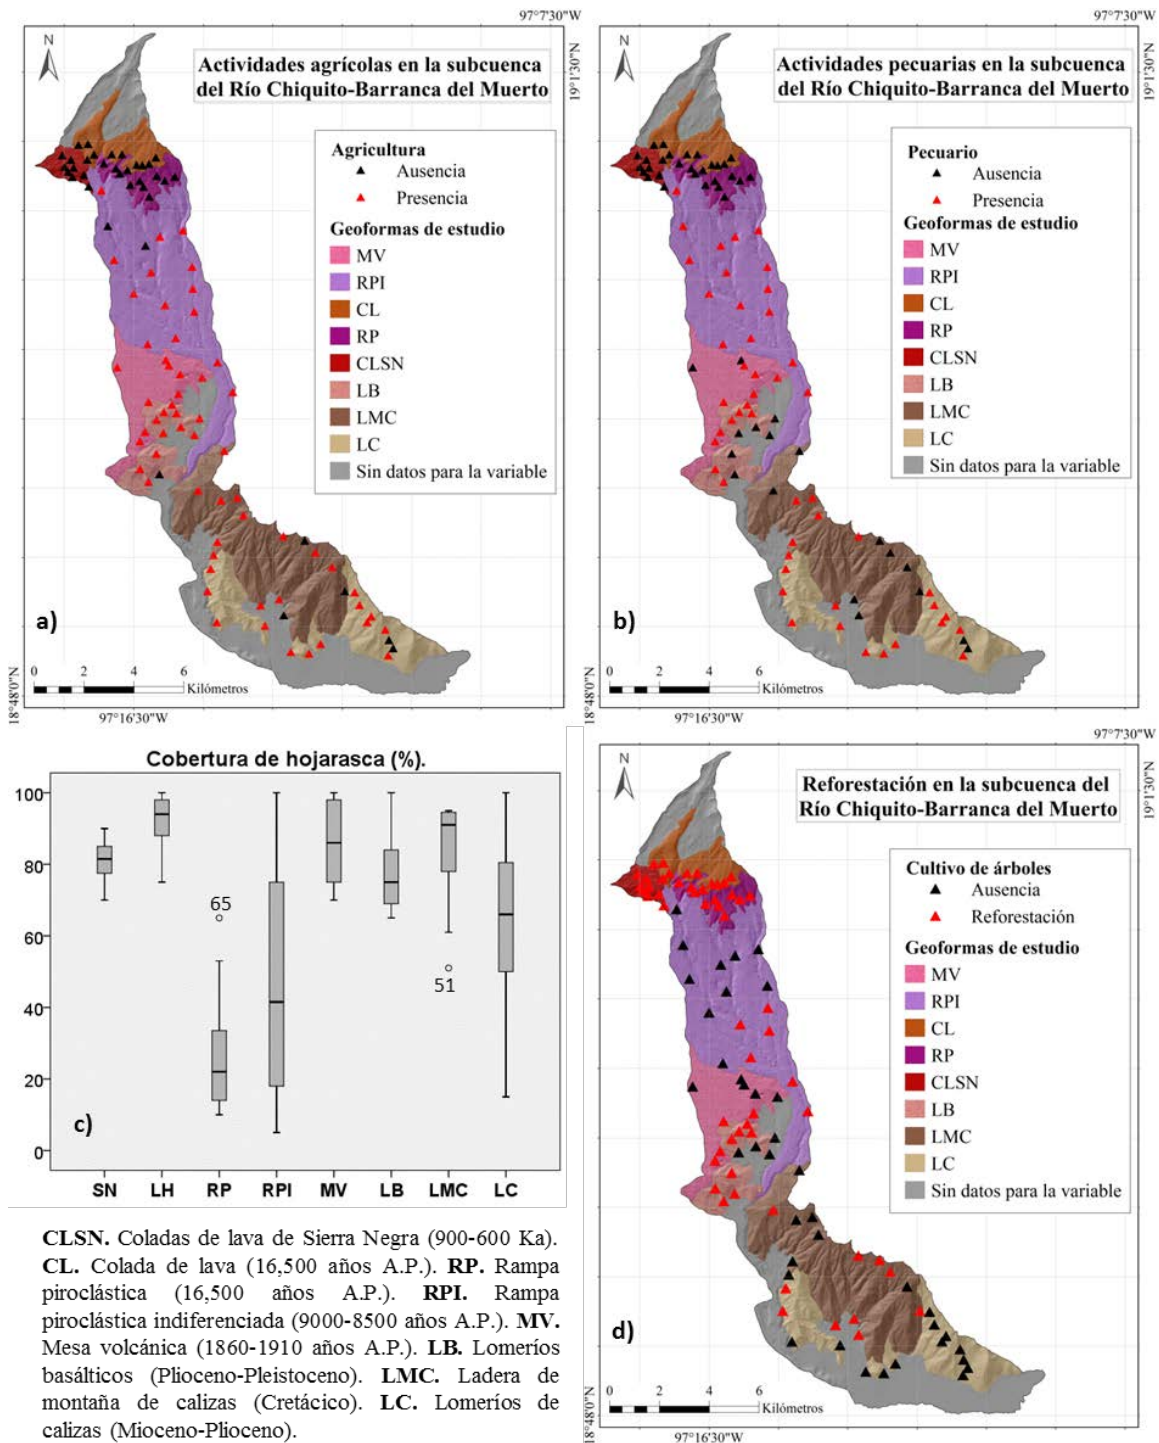 97°7'30"W
N
Actividades agrícolas en la subcuenca
del Río Chiquito-Barranca del Muerto
19°1'30"N
Agricultura
Ausencia
Presencia
Geoformas de estudio
MV
RPI
CL
RP
CLSN
LB
LMC
LC
Sin datos para la variable
a)
0 2 4 6
Kilómetros
18°48'0"N
97°16'30"W
97°7'30"W
N
Actividades pecuarias en la subcuenca
del Río Chiquito-Barranca del Muerto
19°1'30"N
Pecuario
Ausencia
Presencia
Geoformas de estudio
MV
RPI
CL
RP
CLSN
LB
LMC
LC
Sin datos para la variable
b)
0 2 4 6
Kilómetros
18°48'0"N
97°16'30"W
Cobertura de hojarasca (%).
100
80
60
40
20
0
65
51
c)
SN LH RP RPI MV LB LMC LC
CLSN. Coladas de lava de Sierra Negra (900-600 Ka).
CL. Colada de lava (16,500 años A.P.). RP. Rampa
piroclástica (16,500 años A.P.). RPI. Rampa
piroclástica indiferenciada (9000-8500 años A.P.). MV.
Mesa volcánica (1860-1910 años A.P.). LB. Lomeríos
basálticos (Plioceno-Pleistoceno). LMC. Ladera de
montaña de calizas (Cretácico). LC. Lomeríos de
calizas (Mioceno-Plioceno).
97°7'30"W
N
Reforestación en la subcuenca del
Río Chiquito-Barranca del Muerto
19°1'30"N
Cultivo de árboles
Ausencia
Reforestación
Geoformas de estudio
MV
RPI
CL
RP
CLSN
LB
LMC
LC
Sin datos para la variable
d)
0 2 4 6
Kilómetros
18°48'0"N
97°16'30"W